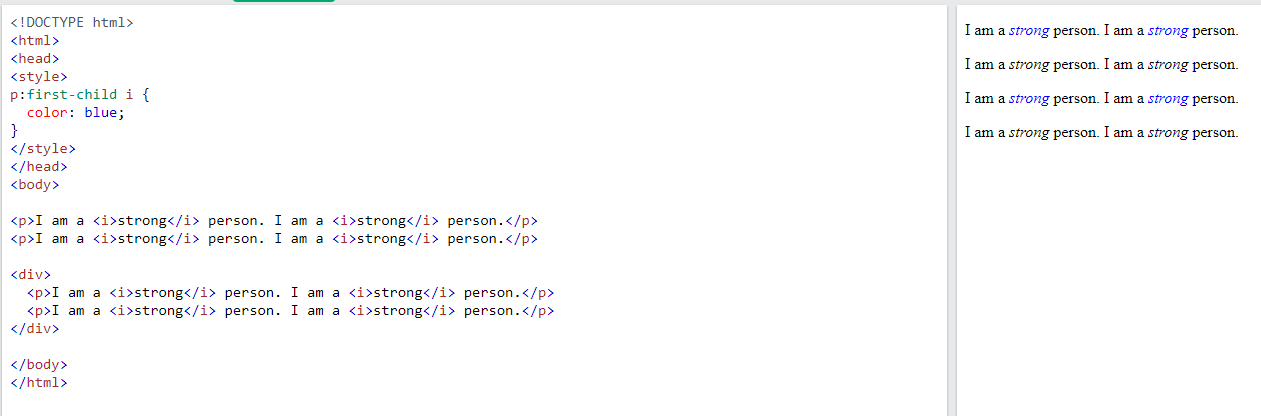 <!DOCTYPE html>
<html>
<head>
<style>
p:first-child i {
  color: blue;
}
</style>
</head>
<body>

<p>I am a <i>strong</i> person. I am a <i>strong</i> person.</p>
<p>I am a <i>strong</i> person. I am a <i>strong</i> person.</p>

<div>
  <p>I am a <i>strong</i> person. I am a <i>strong</i> person.</p>
  <p>I am a <i>strong</i> person. I am a <i>strong</i> person.</p>
</div>

</body>
</html>
I am a strong person. I am a strong person.
I am a strong person. I am a strong person.
I am a strong person. I am a strong person.
I am a strong person. I am a strong person.